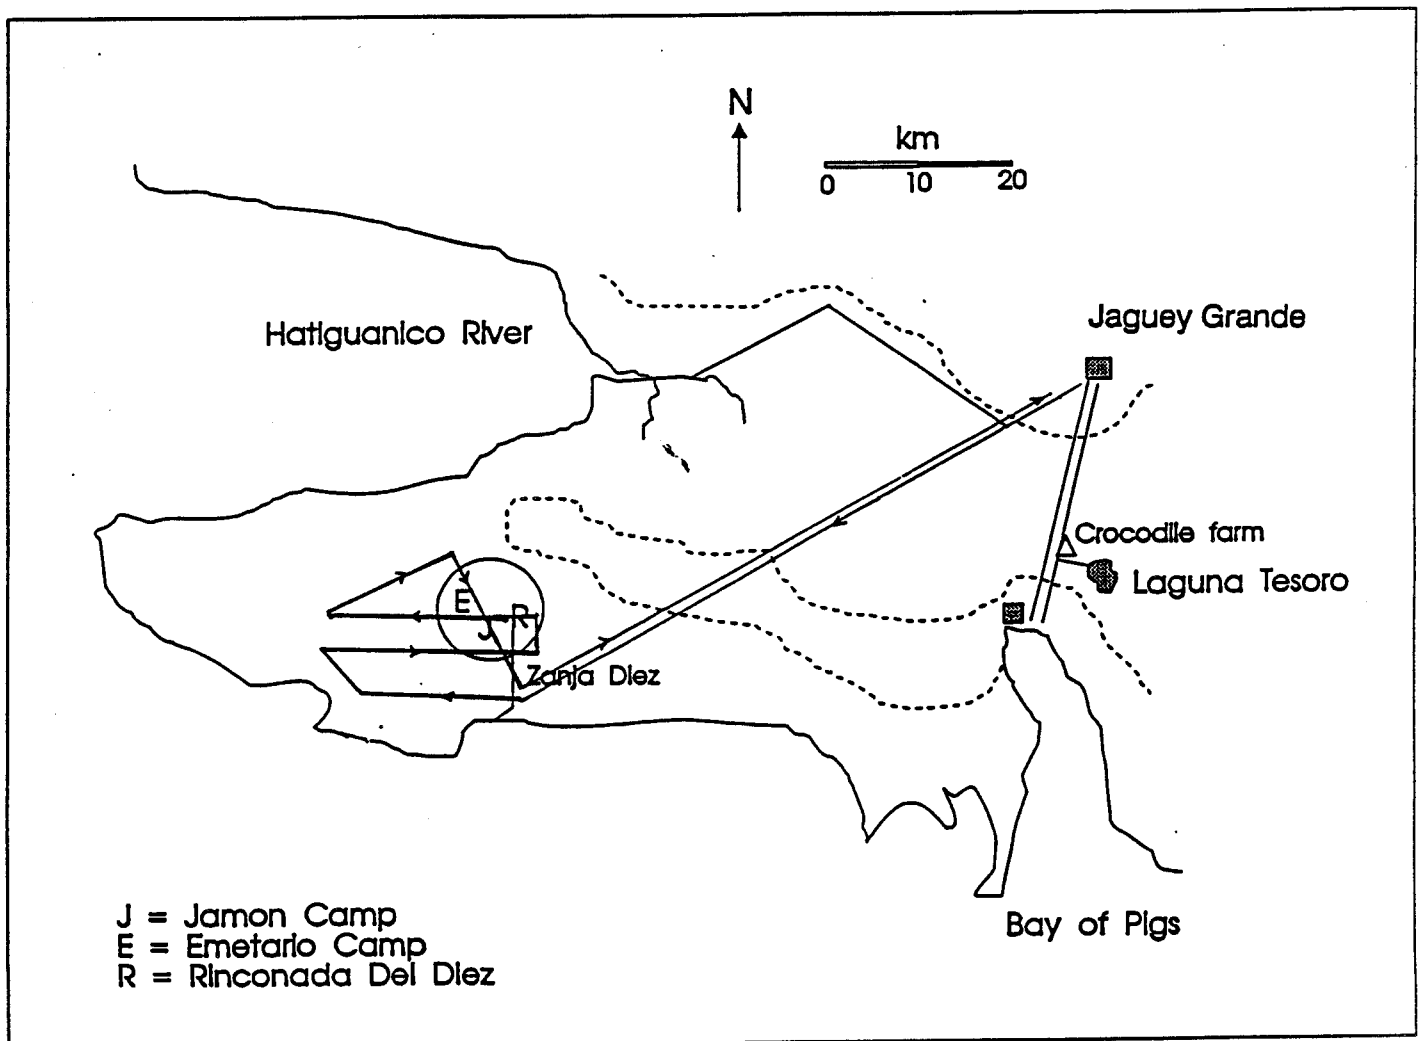 N
km
0 10 20
Hatiguanico River
Jaguey Grande
Crocodile farm
Laguna Tesoro
E
R
J
Zanja Diez
Bay of Pigs
J = Jamon Camp
E = Emetario Camp
R = Rinconada Del Diez